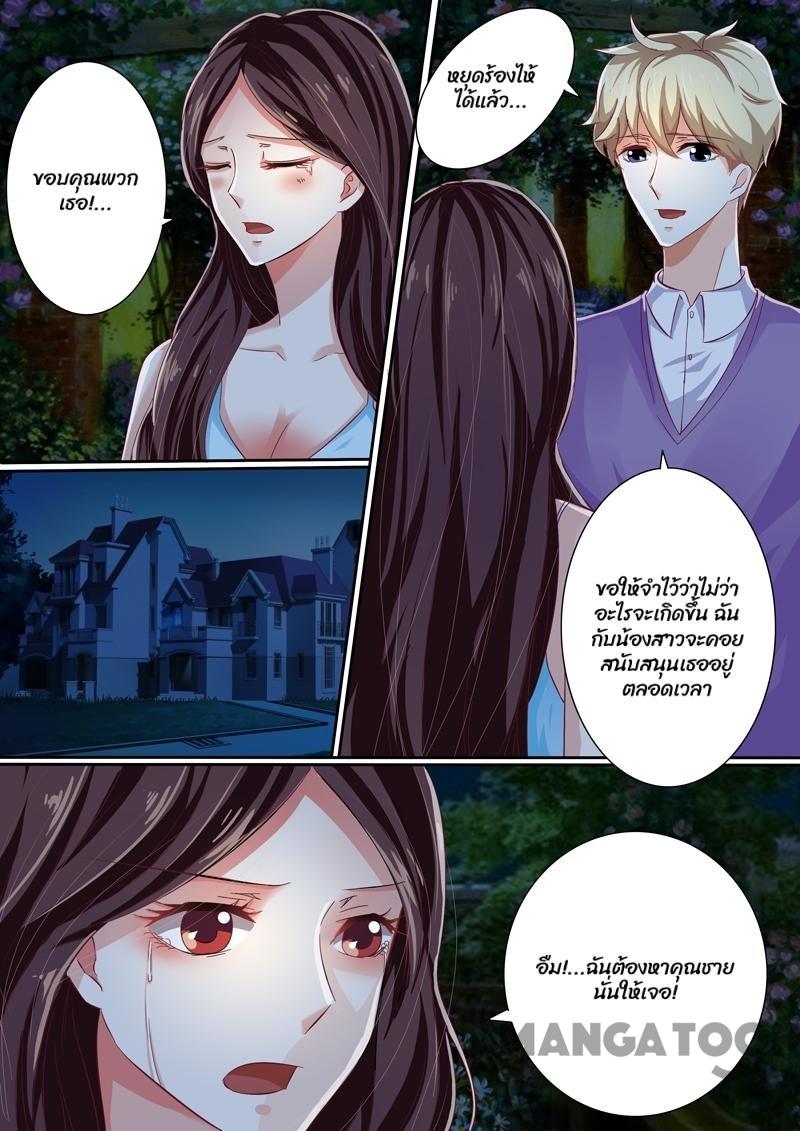 ขอบคุณพวก
เธอ!...
หยุดร้องไห้
ได้แล้ว...
ขอให้จำไว้ว่าไม่ว่า
อะไรจะเกิดขึ้น ฉัน
กับน้องสาวจะคอย
สนับสนุนเธออยู่
ตลอดเวลา
อืม!...ฉันต้องหาคุณชาย
นั่นให้เจอ!
MANGATOON